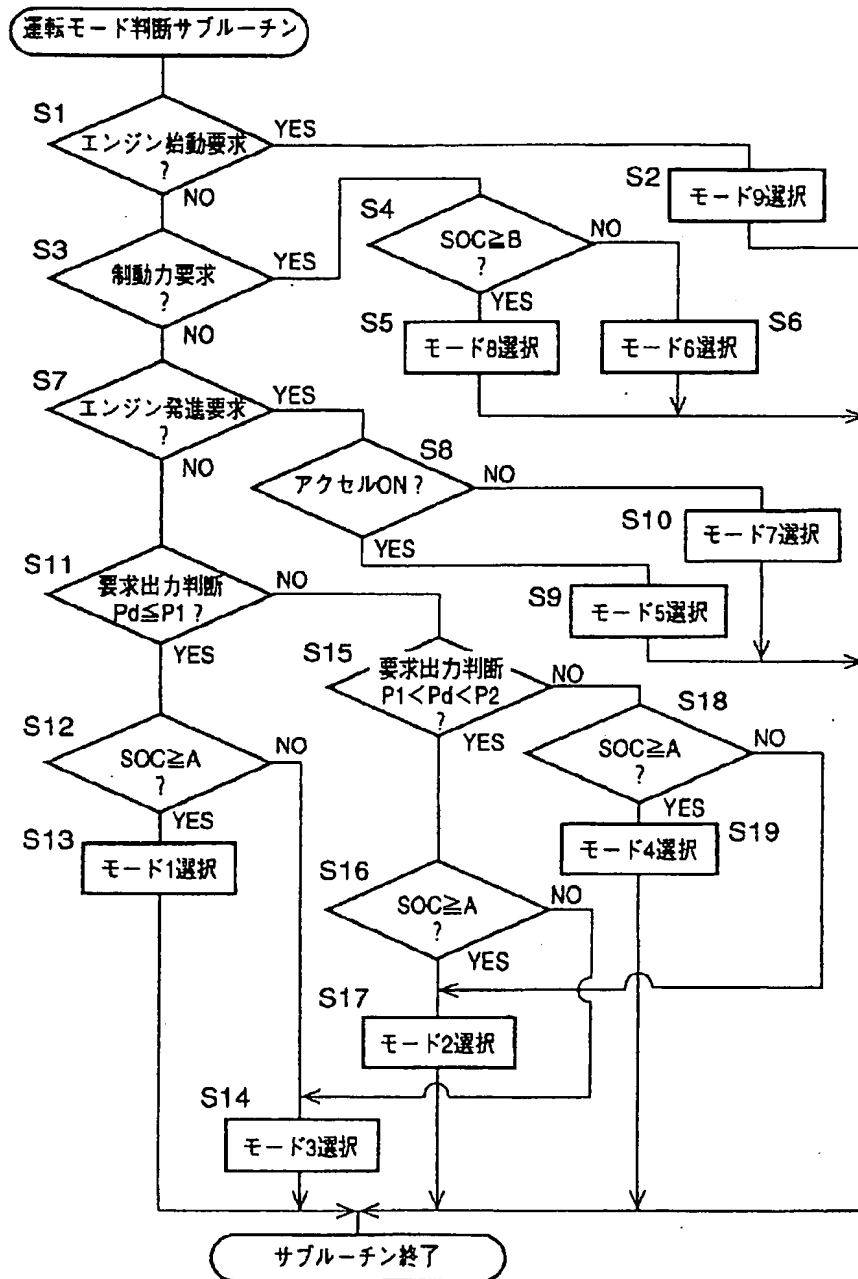 運転モード判断サブルーチン
S1
エンジン始動要求
?
YES
NO
S2
モード9選択
S3
制動力要求
?
YES
NO
S4
SOC≧B
?
NO
YES
S5
モード8選択
S6
モード6選択
S7
エンジン発進要求
?
YES
NO
S8
アクセルON?
NO
YES
S10
モード7選択
S9
モード5選択
S11
要求出力判断
Pd≦P1?
NO
YES
S15
要求出力判断
P1<Pd<P2
?
NO
YES
S18
SOC≧A
?
NO
YES
S12
SOC≧A
?
NO
YES
S13
モード1選択
S19
モード4選択
S16
SOC≧A
?
NO
YES
S17
モード2選択
S14
モード3選択
サブルーチン終了